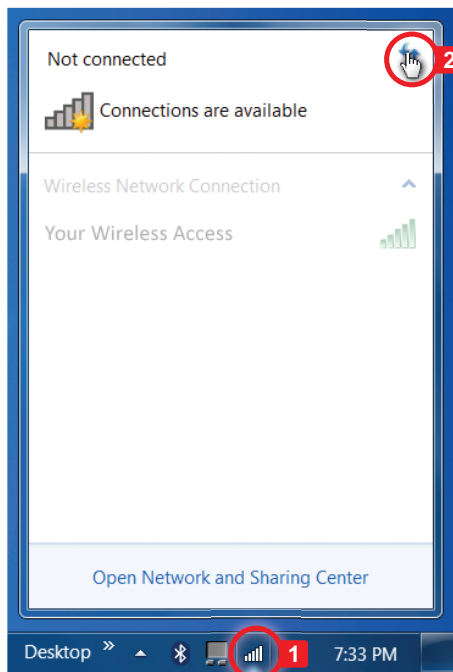 Not connected
2
Connections are available
Wireless Network Connection
Your Wireless Access
Open Network and Sharing Center
Desktop » 1 7:33 PM